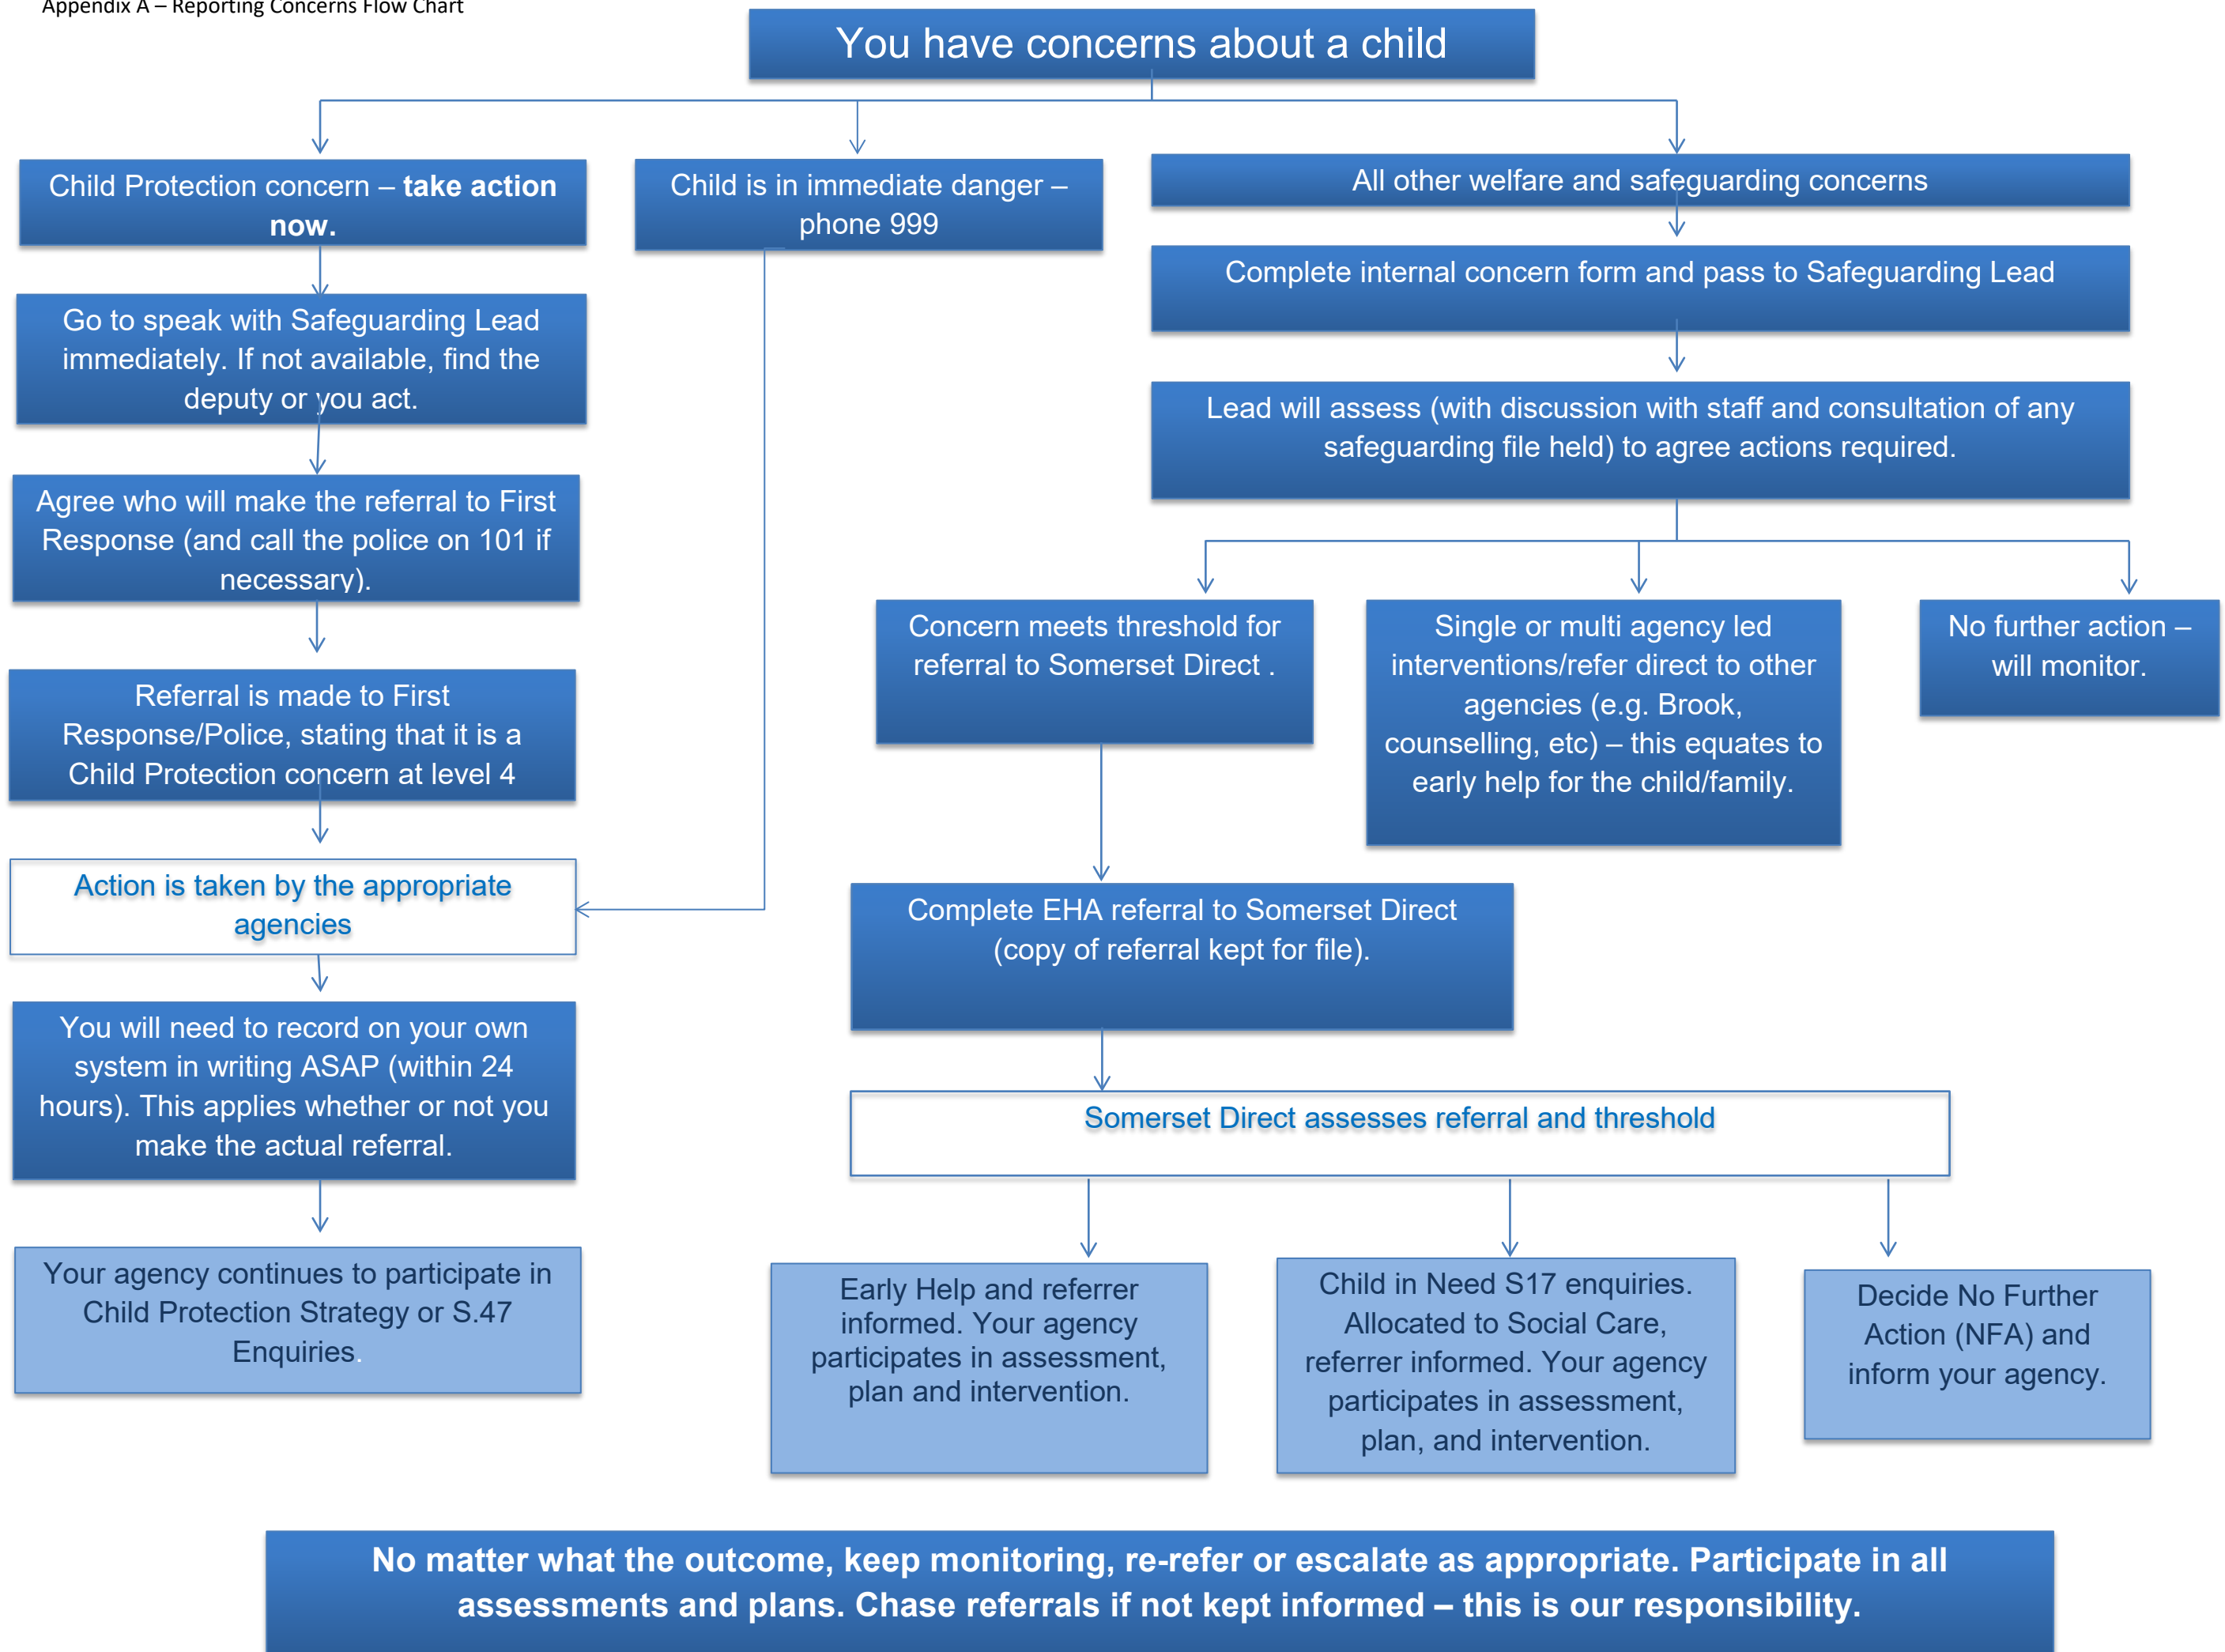 Appendix A – Reporting Concerns Flow Chart
You have concerns about a child
Child Protection concern – take action
now.
Child is in immediate danger –
phone 999
All other welfare and safeguarding concerns
Go to speak with Safeguarding Lead
immediately. If not available, find the
deputy or you act.
Complete internal concern form and pass to Safeguarding Lead
Lead will assess (with discussion with staff and consultation of any
safeguarding file held) to agree actions required.
Agree who will make the referral to First
Response (and call the police on 101 if
necessary).
Referral is made to First
Response/Police, stating that it is a
Child Protection concern at level 4
Concern meets threshold for
referral to Somerset Direct .
Single or multi agency led
interventions/refer direct to other
agencies (e.g. Brook,
counselling, etc) – this equates to
early help for the child/family.
No further action –
will monitor.
Action is taken by the appropriate
agencies
Complete EHA referral to Somerset Direct
(copy of referral kept for file).
You will need to record on your own
system in writing ASAP (within 24
hours). This applies whether or not you
make the actual referral.
Somerset Direct assesses referral and threshold
Your agency continues to participate in
Child Protection Strategy or S.47
Enquiries.
Early Help and referrer
informed. Your agency
participates in assessment,
plan and intervention.
Child in Need S17 enquiries.
Allocated to Social Care,
referrer informed. Your agency
participates in assessment,
plan, and intervention.
Decide No Further
Action (NFA) and
inform your agency.
No matter what the outcome, keep monitoring, re-refer or escalate as appropriate. Participate in all
assessments and plans. Chase referrals if not kept informed – this is our responsibility.